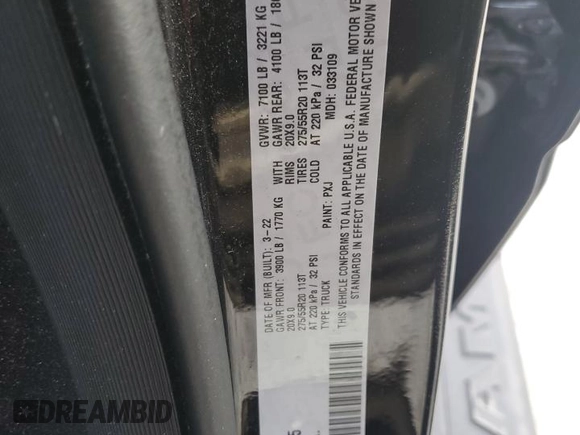 DATE OF MFR (BUILT): 3-22 GVWR: 7100 LB / 3221 KG
GAWR FRONT: 3900 LB / 1770 KG WITH GAWR REAR: 4100 LB /
20X9.0 RIMS 20X9.0
275/55R20 113T TIRES 275/55R20 113T
AT 220 kPa / 32 PSI COLD AT 220 kPa / 32 PSI
TYPE: TRUCK PAINT: PXJ MDH: 033109
THIS VEHICLE CONFORMS TO ALL APPLICABLE U.S.A. FEDERAL MOTOR
STANDARDS IN EFFECT ON THE DATE OF MANUFACTURE SHOWN
DREAMBID